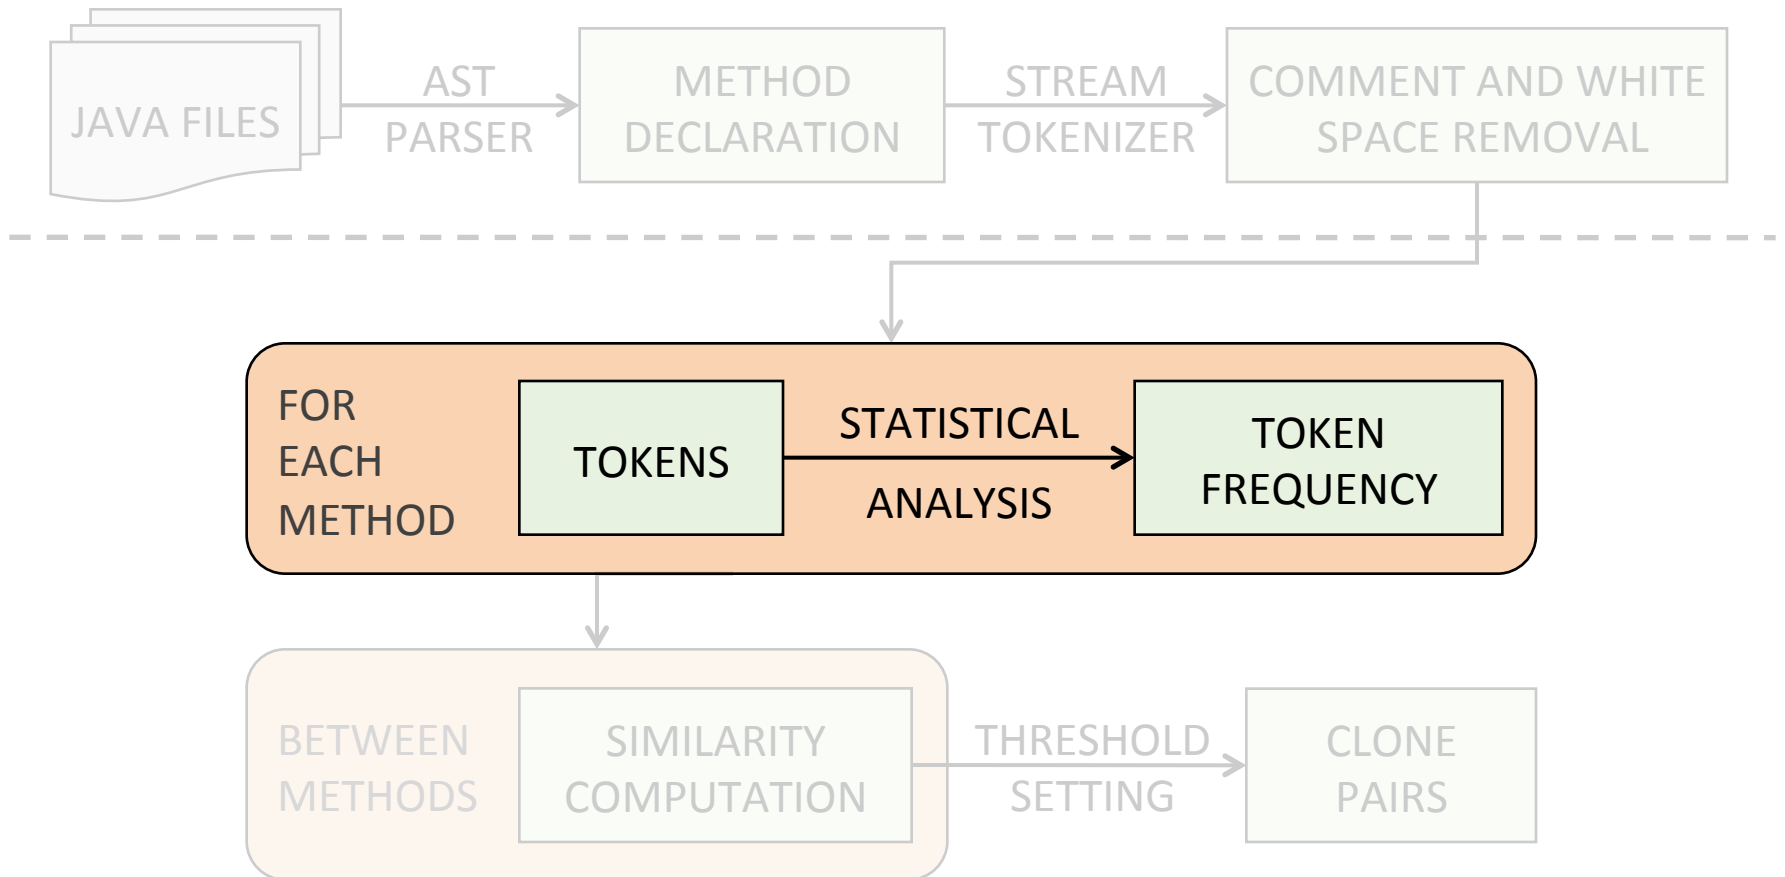 JAVA FILES
AST
PARSER
METHOD
DECLARATION
STREAM
TOKENIZER
COMMENT AND WHITE
SPACE REMOVAL
FOR
EACH
METHOD
TOKENS
STATISTICAL
ANALYSIS
TOKEN
FREQUENCY
BETWEEN
METHODS
SIMILARITY
COMPUTATION
THRESHOLD
SETTING
CLONE
PAIRS